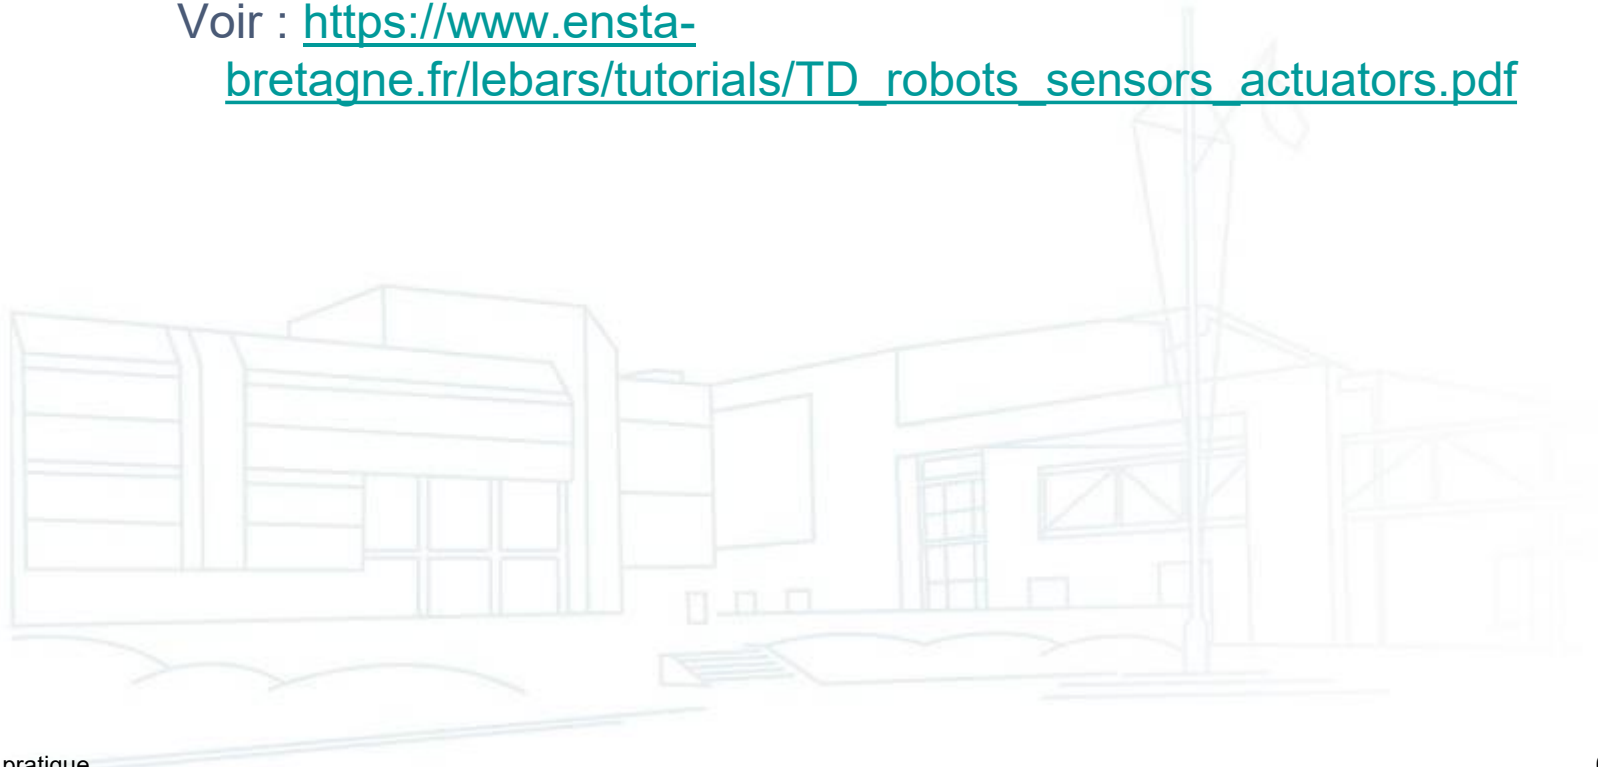 Voir : https://www.ensta-
bretagne.fr/lebars/tutorials/TD_robots_sensors_actuators.pdf
pratique